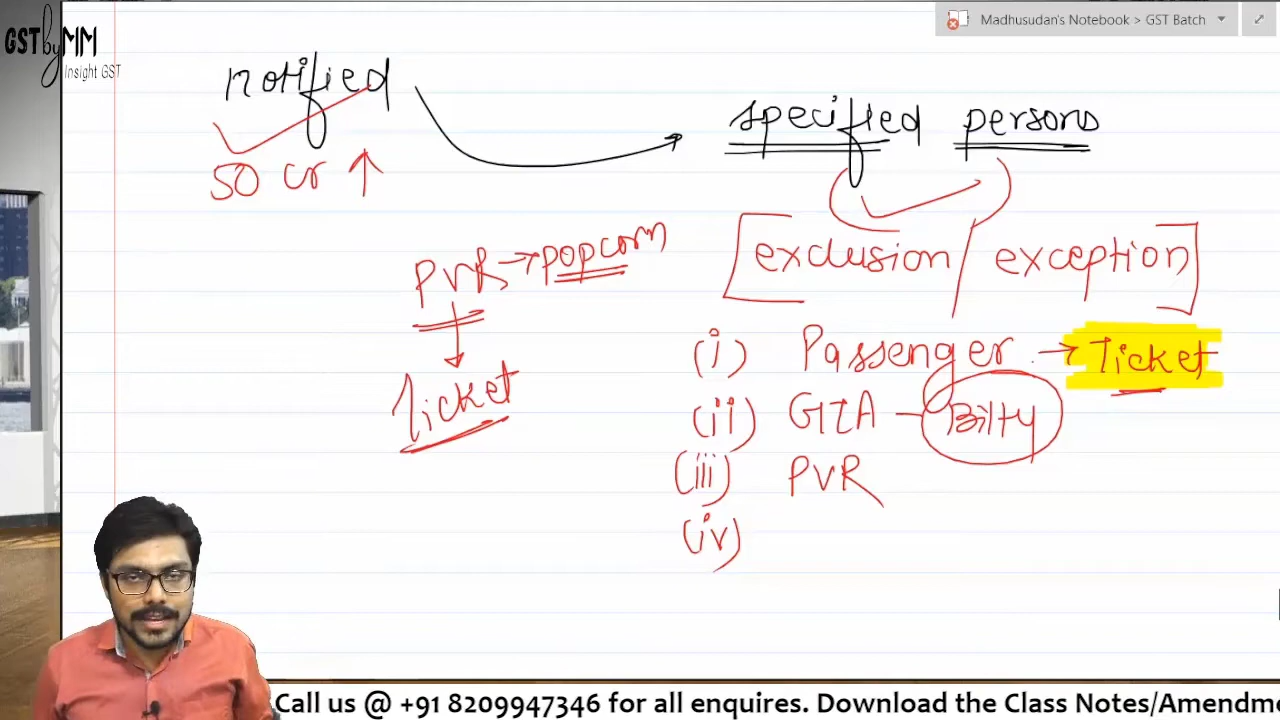 GST by MM
Insight GST
Madhusudan's Notebook > GST Batch
notified
50 cr ↑
specified persons
exclusion / exception
PVR → popcorn
Ticket
(i) Passenger → Ticket
(ii) GTA - Bilty
(iii) PVR
(iv)
Call us @ +91 8209947346 for all enquires. Download the Class Notes/Amendme